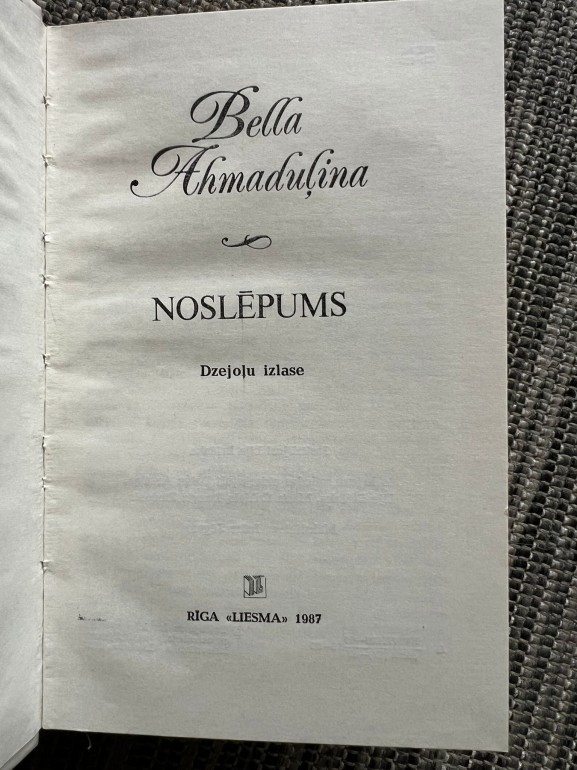 Bella
Ahmaduļina
NOSLĒPUMS
Dzejoļu izlase
RĪGA «LIESMA» 1987